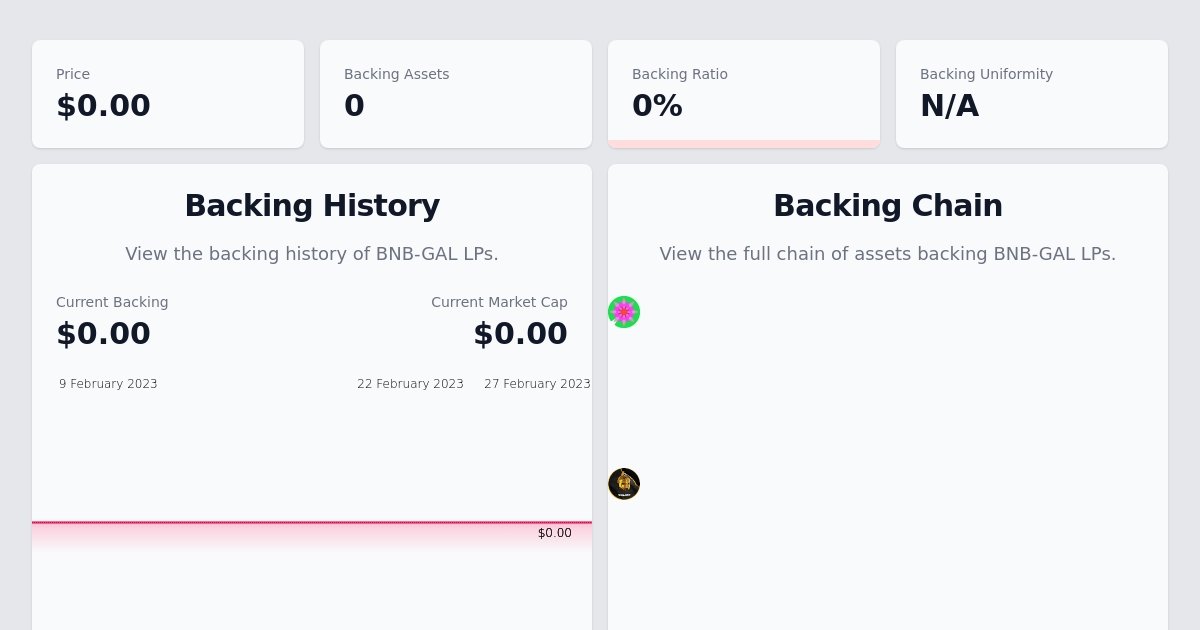 Price
$0.00
Backing Assets
0
Backing Ratio
0%
Backing Uniformity
N/A
Backing History
View the backing history of BNB-GAL LPs.
Current Backing
$0.00
Current Market Cap
$0.00
9 February 2023
22 February 2023
27 February 2023
$0.00
Backing Chain
View the full chain of assets backing BNB-GAL LPs.